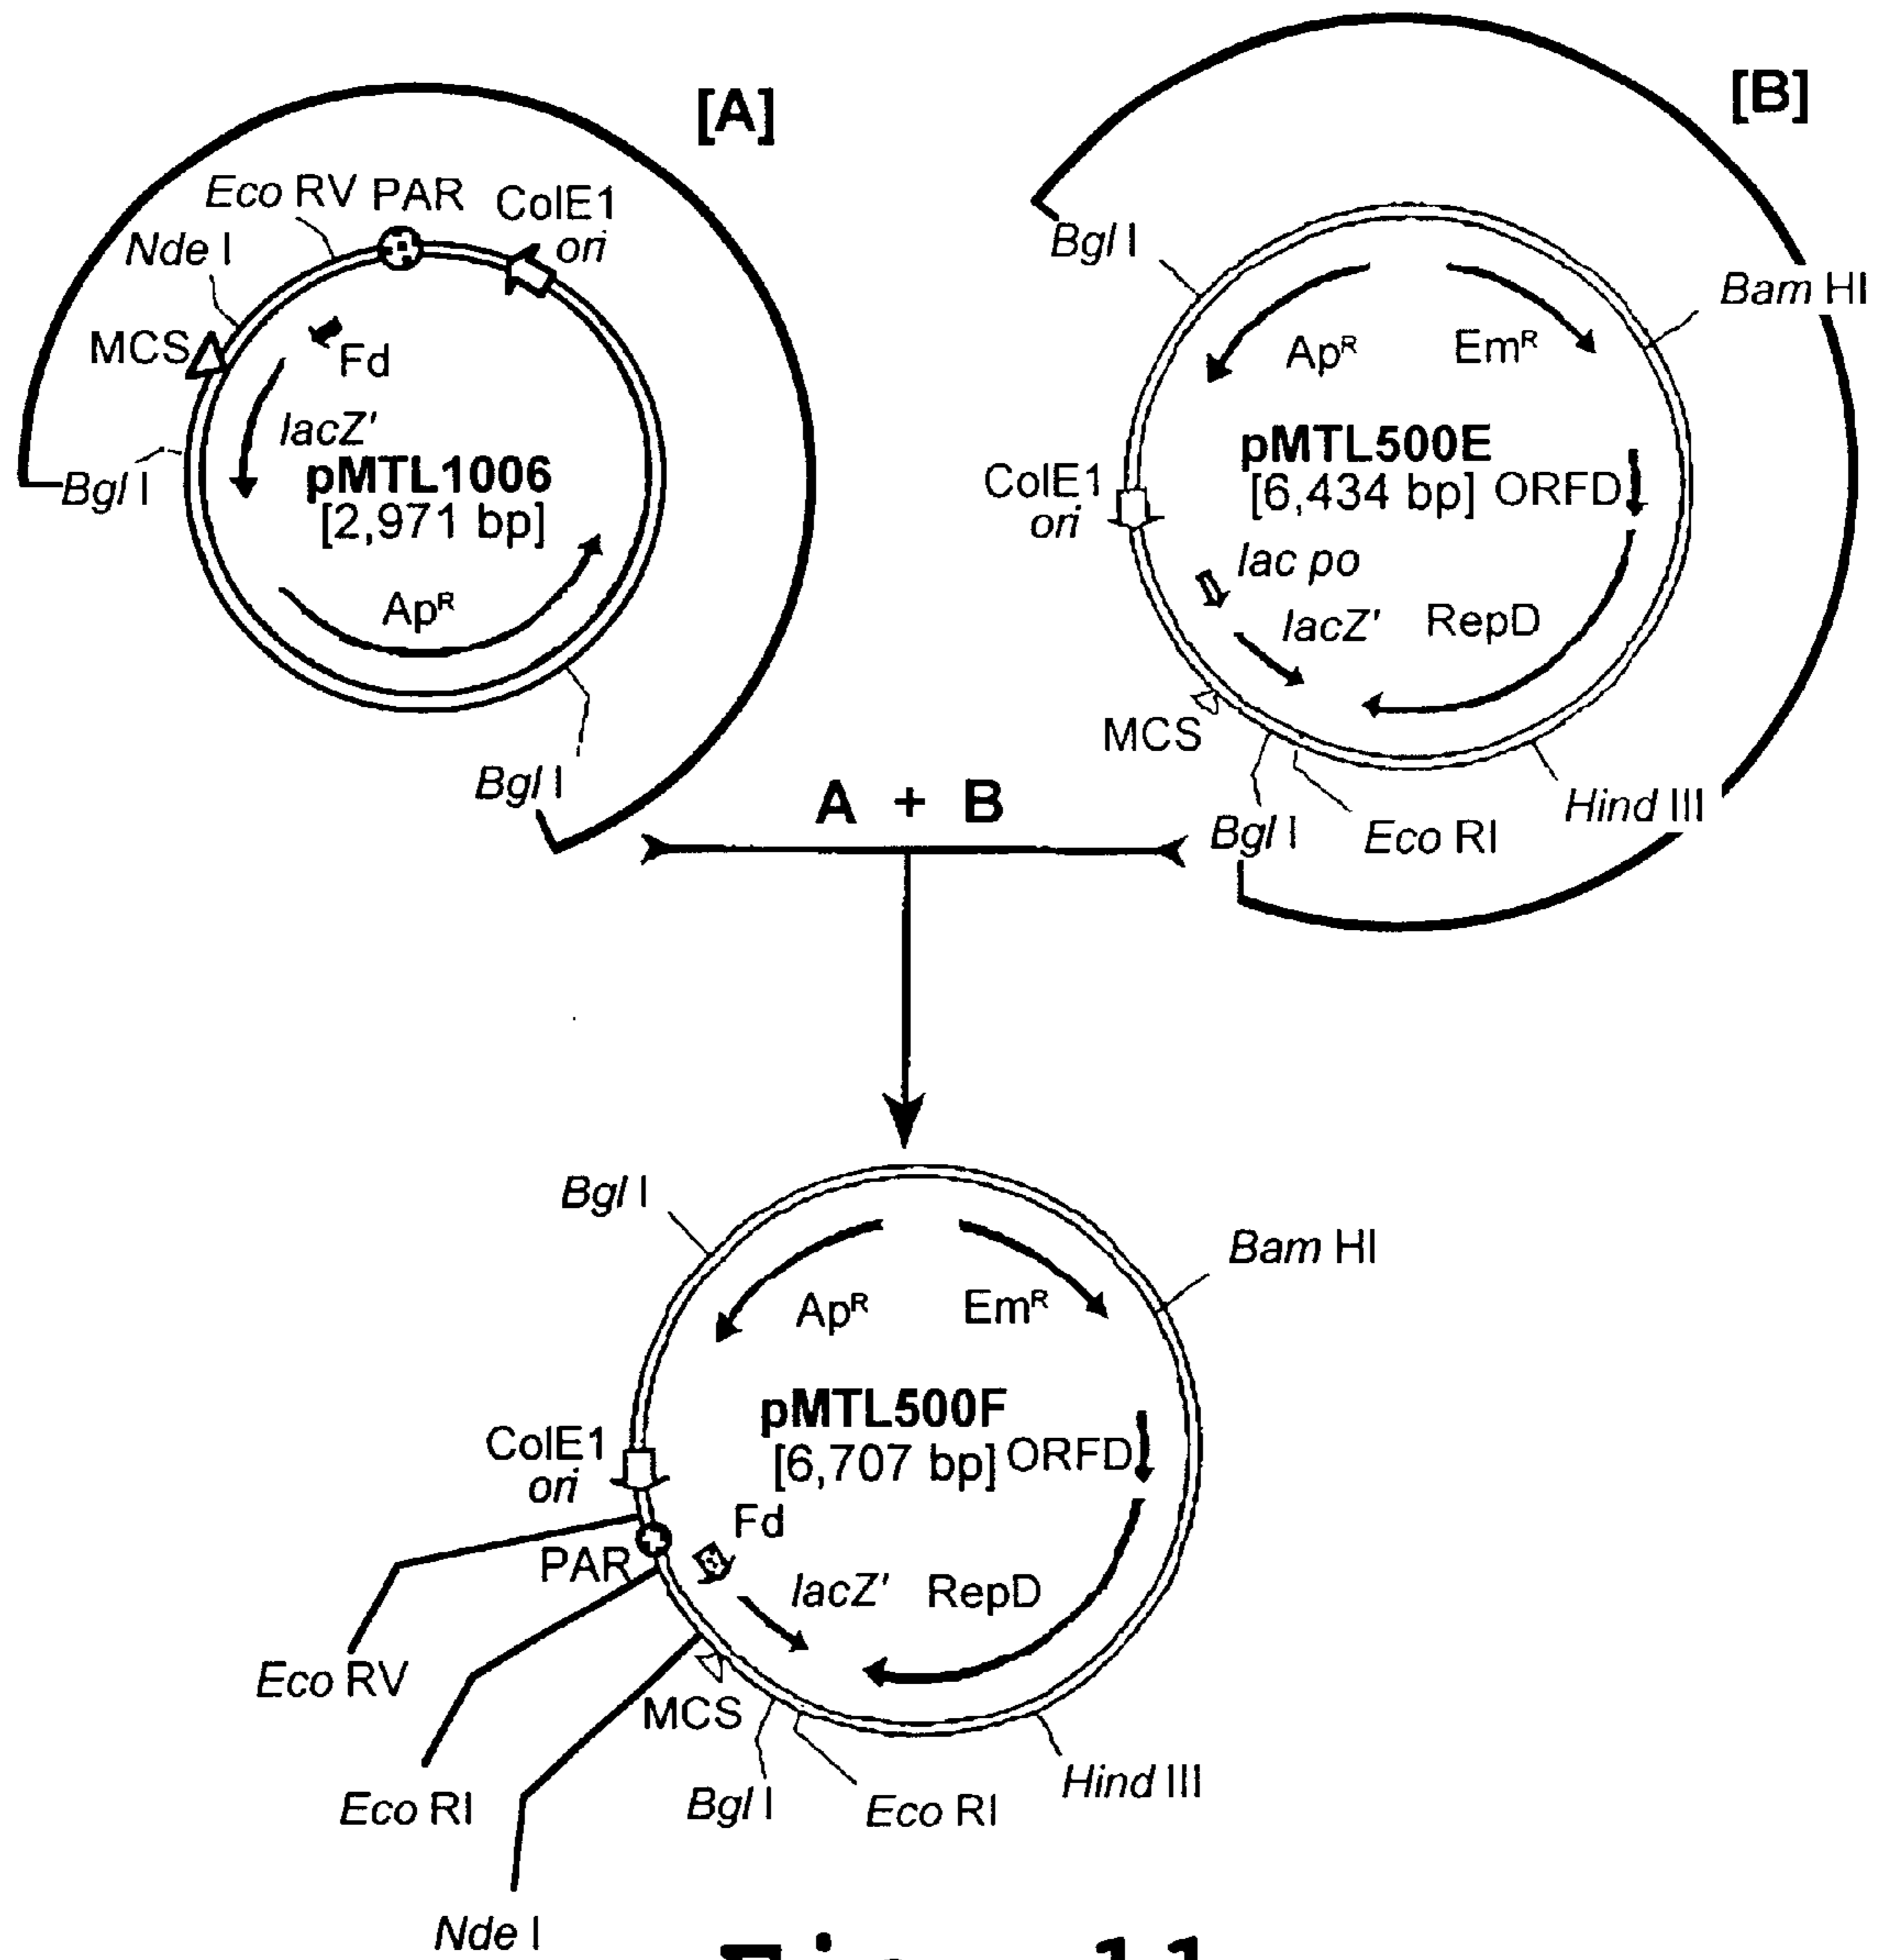 [A]
Eco RV PAR ColE1
ori
Nde I
MCS
Fd
lacZ'
pMTL1006
[2,971 bp]
Bgl I
ApR
Bgl I
[B]
Bgl I
Bam HI
ApR EmR
pMTL500E
[6,434 bp] ORFD
ColE1
ori
lac po
lacZ' RepD
MCS
Bgl I
Eco RI
Hind III
A + B
Bgl I
Bam HI
ApR EmR
pMTL500F
[6,707 bp] ORFD
ColE1
ori
Fd
PAR
lacZ' RepD
Eco RV
MCS
Eco RI
Bgl I
Eco RI
Hind III
Nde I